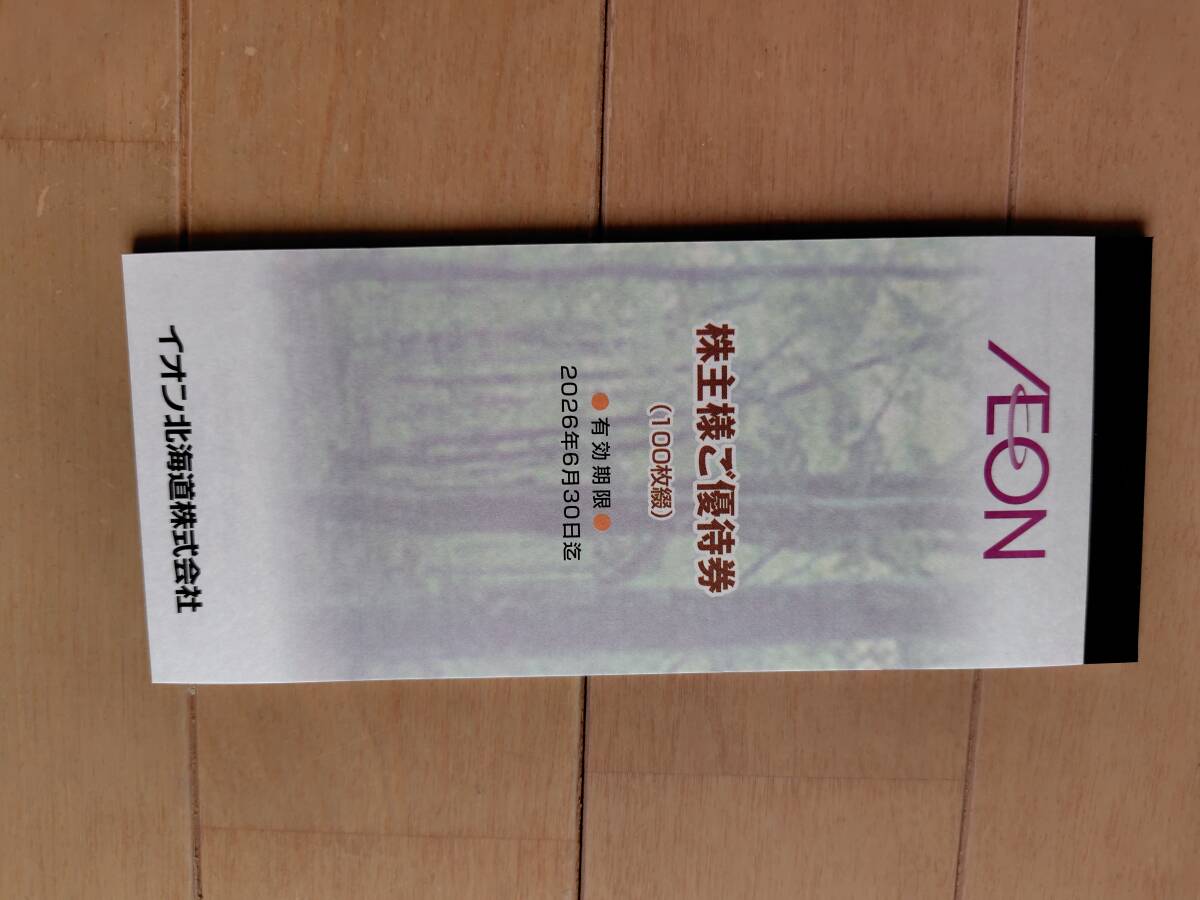 ÆON
株主様ご優待券
(100枚綴)
●有効期限●
2026年6月30日迄
イオン北海道株式会社